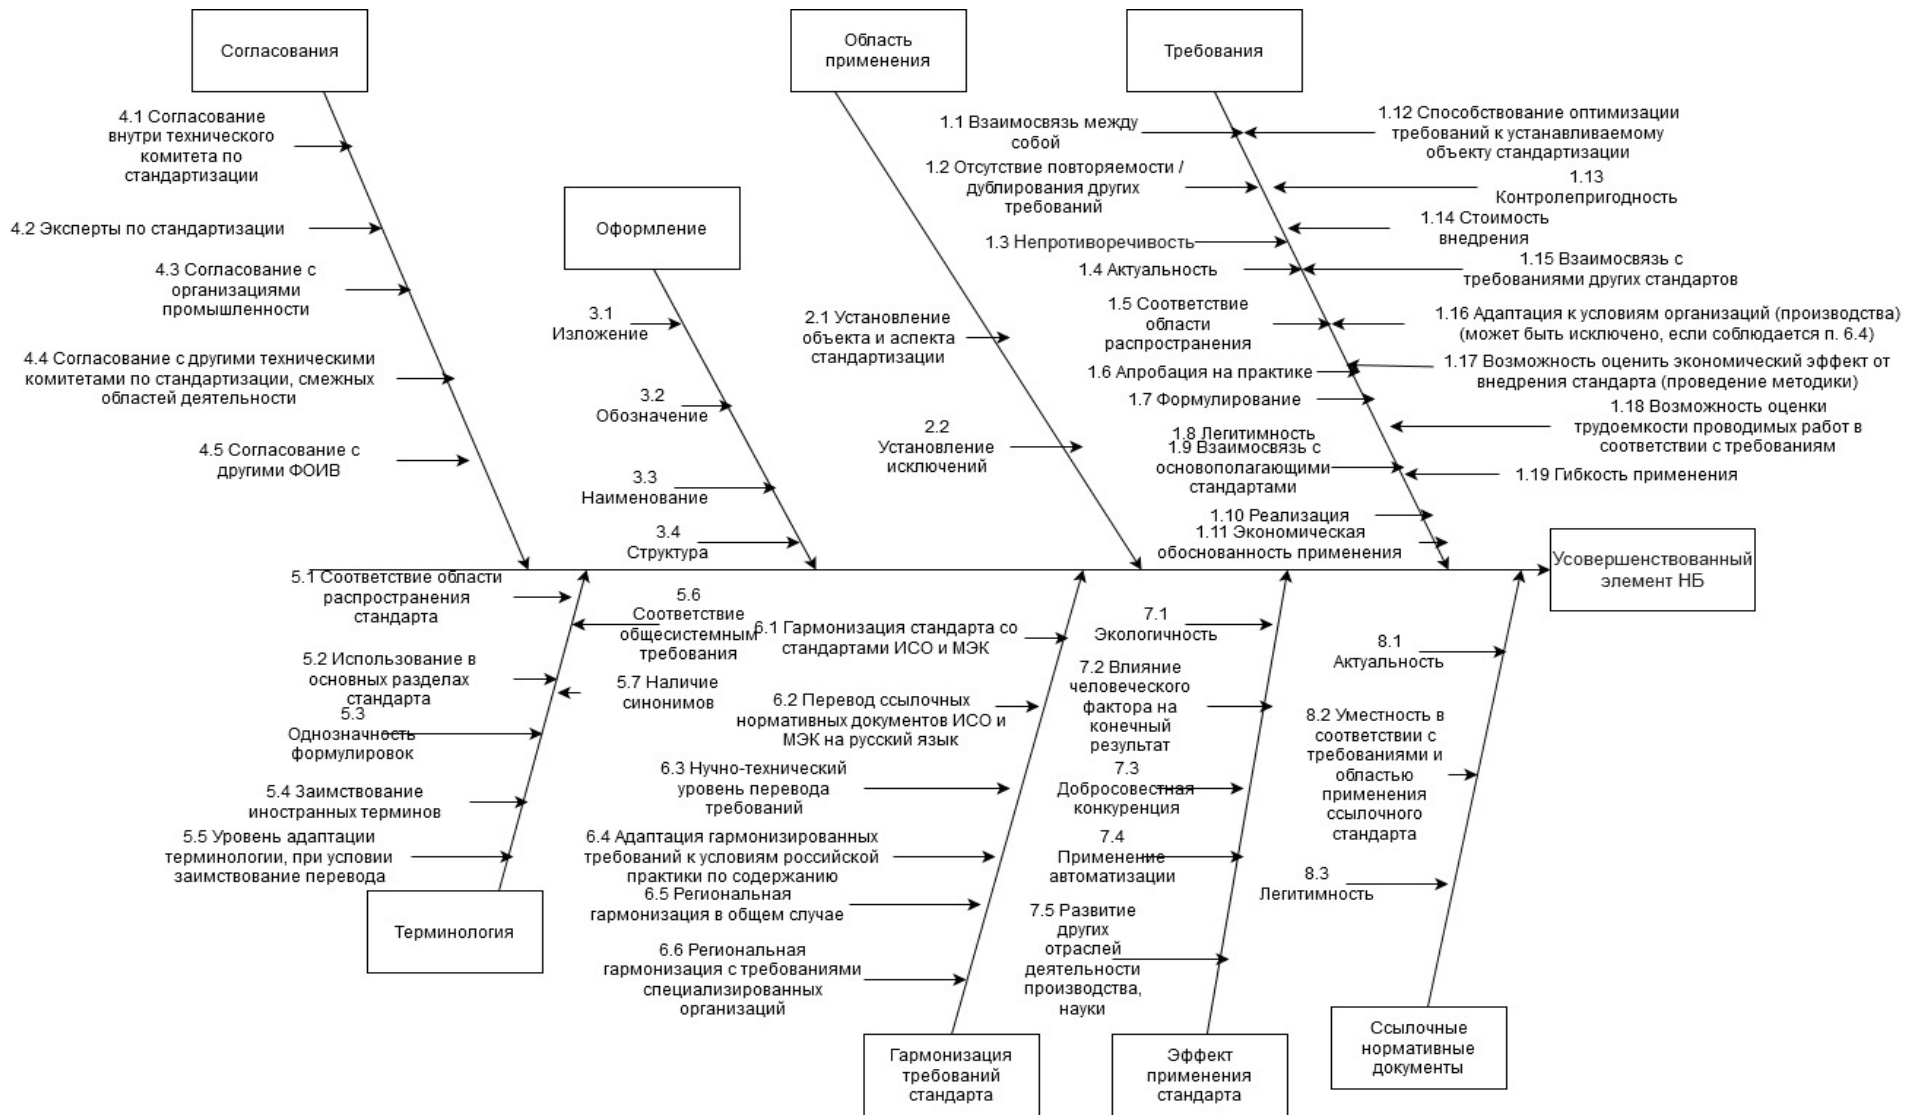 Согласования
4.1 Согласование
внутри технического
комитета по
стандартизации
4.2 Эксперты по стандартизации
4.3 Согласование с
организациями
промышленности
4.4 Согласование с другими техническими
комитетами по стандартизации, смежных
областей деятельности
4.5 Согласование с
другими ФОИВ
Оформление
3.1
Изложение
3.2
Обозначение
3.3
Наименование
3.4
Структура
Область
применения
2.1 Установление
объекта и аспекта
стандартизации
2.2
Установление
исключений
Требования
1.1 Взаимосвязь между
собой
1.2 Отсутствие повторяемости /
дублирования других
требований
1.3 Непротиворечивость
1.4 Актуальность
1.5 Соответствие
области
распространения
1.6 Апробация на практике
1.7 Формулирование
1.8 Легитимность
1.9 Взаимосвязь с
основополагающими
стандартами
1.10 Реализация
1.11 Экономическая
обоснованность применения
1.12 Способствование оптимизации
требований к устанавливаемому
объекту стандартизации
1.13
Контролепригодность
1.14 Стоимость
внедрения
1.15 Взаимосвязь с
требованиями других стандартов
1.16 Адаптация к условиям организаций (производства)
(может быть исключено, если соблюдается п. 6.4)
1.17 Возможность оценить экономический эффект от
внедрения стандарта (проведение методики)
1.18 Возможность оценки
трудоемкости проводимых работ в
соответствии с требованиям
1.19 Гибкость применения
Усовершенствованный
элемент НБ
5.1 Соответствие области
распространения
стандарта
5.2 Использование в
основных разделах
стандарта
5.3
Однозначность
формулировок
5.4 Заимствование
иностранных терминов
5.5 Уровень адаптации
терминологии, при условии
заимствование перевода
5.6
Соответствие
общесистемным
требования
5.7 Наличие
синонимов
Терминология
6.1 Гармонизация стандарта со
стандартами ИСО и МЭК
6.2 Перевод ссылочных
нормативных документов ИСО и
МЭК на русский язык
6.3 Нучно-технический
уровень перевода
требований
6.4 Адаптация гармонизированных
требований к условиям российской
практики по содержанию
6.5 Региональная
гармонизация в общем случае
6.6 Региональная
гармонизация с требованиями
специализированных
организаций
Гармонизация
требований
стандарта
7.1
Экологичность
7.2 Влияние
человеческого
фактора на
конечный
результат
7.3
Добросовестная
конкуренция
7.4
Применение
автоматизации
7.5 Развитие
других
отраслей
деятельности
производства,
науки
Эффект
применения
стандарта
8.1
Актуальность
8.2 Уместность в
соответствии с
требованиями и
областью
применения
ссылочного
стандарта
8.3
Легитимность
Ссылочные
нормативные
документы